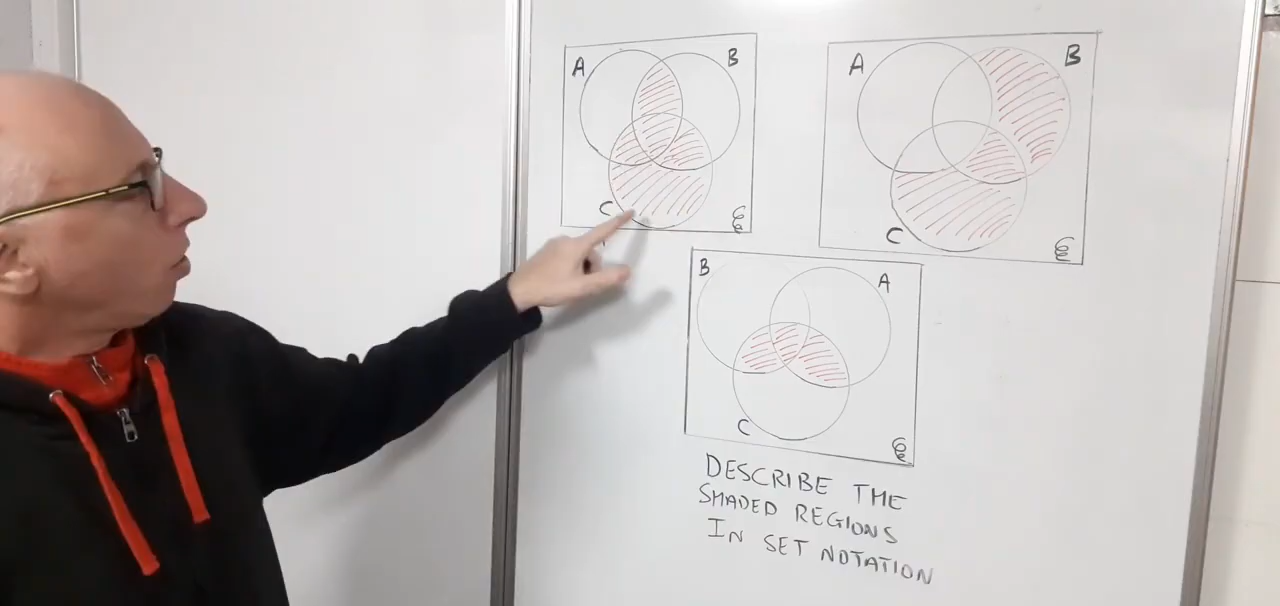 A B
C ℰ
A B
C ℰ
B A
C ℰ
DESCRIBE THE
SHADED REGIONS
IN SET NOTATION